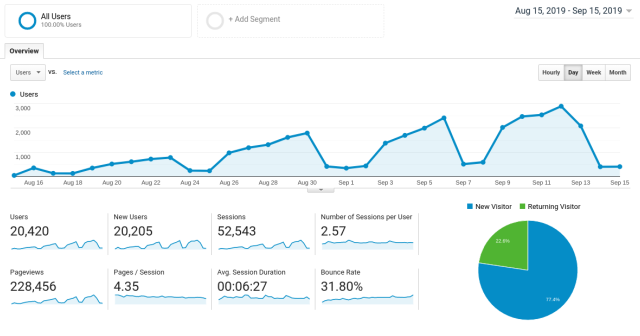 All Users
100.00% Users
+ Add Segment
Aug 15, 2019 - Sep 15, 2019
Overview
Users vs. Select a metric
Hourly Day Week Month
Users
3,000
2,000
1,000
Aug 16 Aug 18 Aug 20 Aug 22 Aug 24 Aug 26 Aug 28 Aug 30 Sep 1 Sep 3 Sep 5 Sep 7 Sep 9 Sep 11 Sep 13 Sep 15
New Visitor Returning Visitor
Users New Users Sessions Number of Sessions per User
20,420 20,205 52,543 2.57
22.6%
Pageviews Pages / Session Avg. Session Duration Bounce Rate
228,456 4.35 00:06:27 31.80%
77.4%